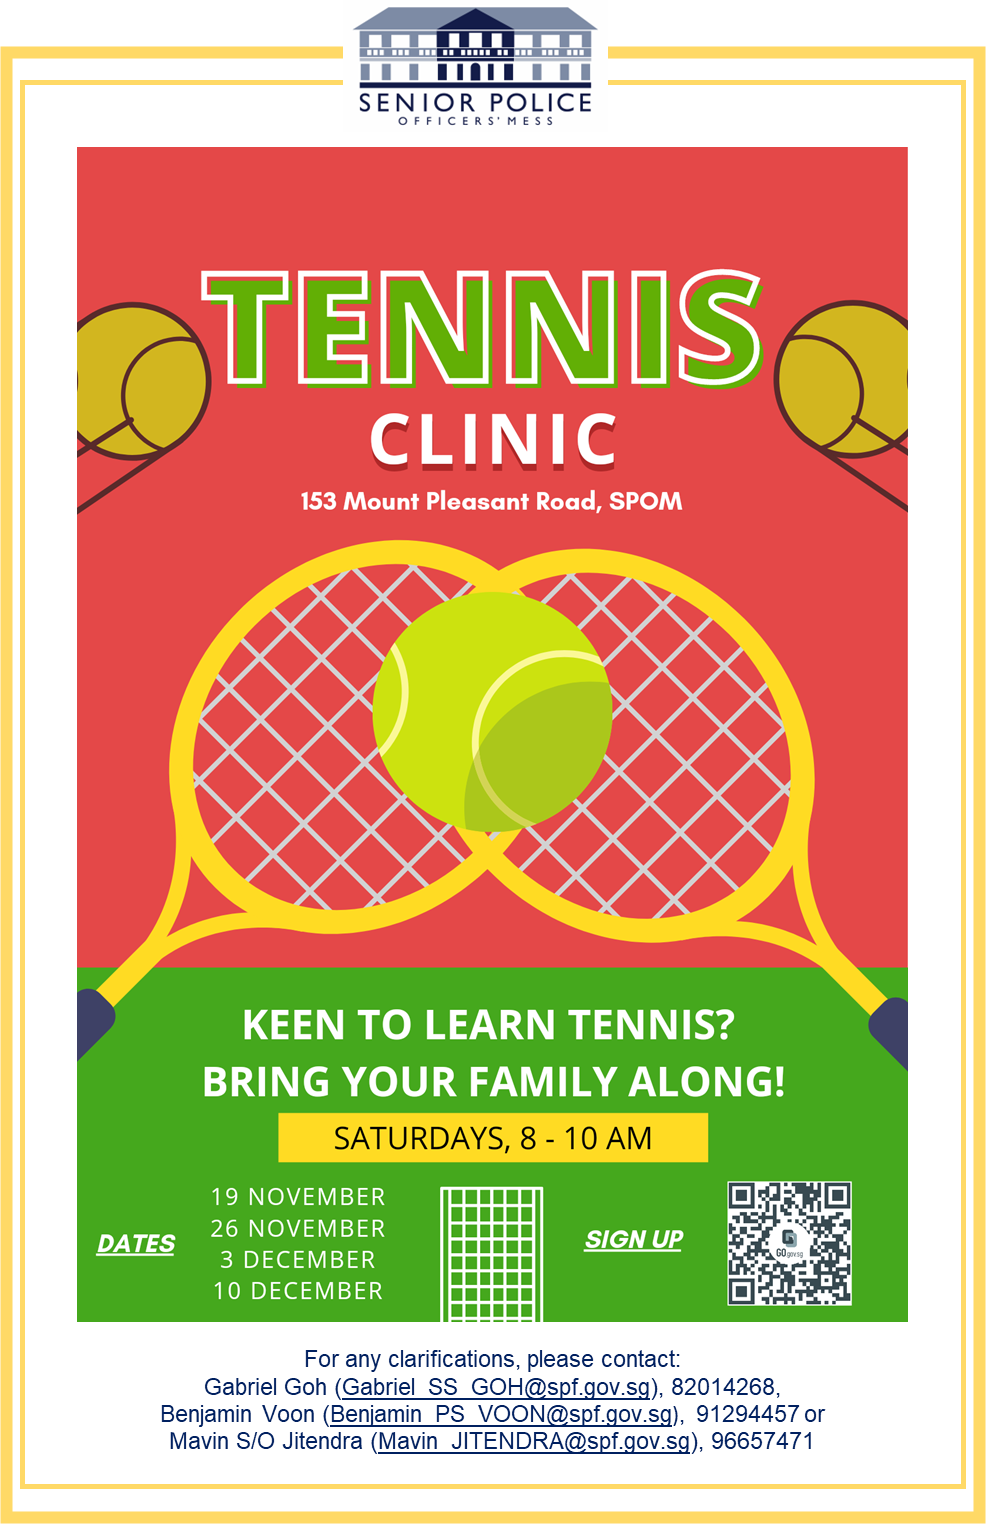 SENIOR POLICE
OFFICERS' MESS
TENNIS
CLINIC
153 Mount Pleasant Road, SPOM
KEEN TO LEARN TENNIS?
BRING YOUR FAMILY ALONG!
SATURDAYS, 8 - 10 AM
DATES
19 NOVEMBER
26 NOVEMBER
3 DECEMBER
10 DECEMBER
SIGN UP
GO.gov.sg
For any clarifications, please contact:
Gabriel Goh (Gabriel_SS_GOH@spf.gov.sg), 82014268,
Benjamin Voon (Benjamin_PS_VOON@spf.gov.sg), 91294457 or
Mavin S/O Jitendra (Mavin_JITENDRA@spf.gov.sg), 96657471